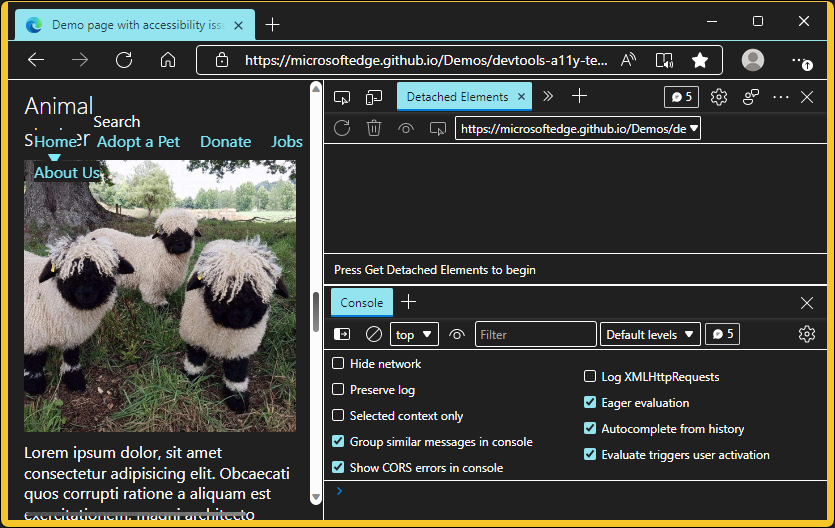 Demo page with accessibility iss
https://microsoftedge.github.io/Demos/devtools-a11y-te...
Animal
Search
Home
Adopt a Pet
Donate
Jobs
About Us
Lorem ipsum dolor, sit amet
consectetur adipisicing elit. Obcaecati
quos corrupti ratione a aliquam est
exercitationem, magni architecto
Detached Elements
5
https://microsoftedge.github.io/Demos/de
Press Get Detached Elements to begin
Console
top
Filter
Default levels
5
Hide network
Preserve log
Selected context only
Group similar messages in console
Show CORS errors in console
Log XMLHttpRequests
Eager evaluation
Autocomplete from history
Evaluate triggers user activation